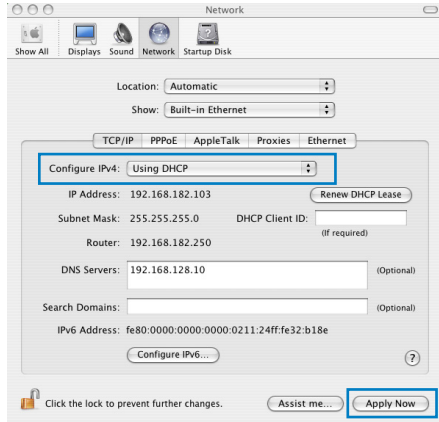 Network
Show All Displays Sound Network Startup Disk
Location: Automatic
Show: Built-in Ethernet
TCP/IP PPPoE AppleTalk Proxies Ethernet
Configure IPv4: Using DHCP
IP Address: 192.168.182.103 Renew DHCP Lease
Subnet Mask: 255.255.255.0 DHCP Client ID:
(If required)
Router: 192.168.182.250
DNS Servers: 192.168.128.10 (Optional)
Search Domains: (Optional)
IPv6 Address: fe80:0000:0000:0000:0211:24ff:fe32:b18e
Configure IPv6...
?
Click the lock to prevent further changes. Assist me... Apply Now